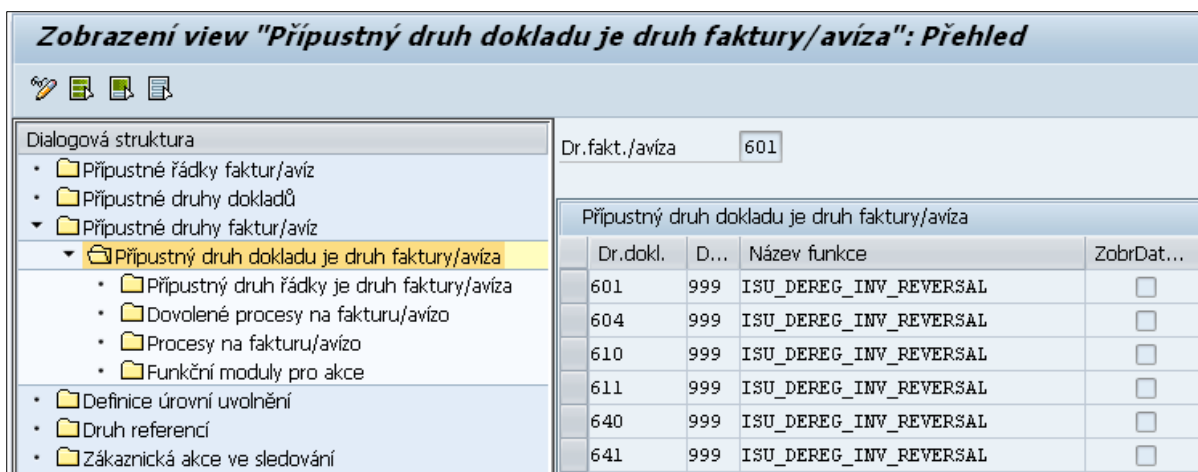 Zobrazení view "Přípustný druh dokladu je druh faktury/avíza": Přehled
Dialogová struktura
Přípustné řádky faktur/avíz
Přípustné druhy dokladů
Přípustné druhy faktur/avíz
Přípustný druh dokladu je druh faktury/avíza
Přípustný druh řádky je druh faktury/avíza
Dovolené procesy na fakturu/avízo
Procesy na fakturu/avízo
Funkční moduly pro akce
Definice úrovní uvolnění
Druh referencí
Zákaznická akce ve sledování
Dr.fakt./avíza 601
Přípustný druh dokladu je druh faktury/avíza
Dr.dokl. D... Název funkce ZobrDat...
601 999 ISU_DEREG_INV_REVERSAL
604 999 ISU_DEREG_INV_REVERSAL
610 999 ISU_DEREG_INV_REVERSAL
611 999 ISU_DEREG_INV_REVERSAL
640 999 ISU_DEREG_INV_REVERSAL
641 999 ISU_DEREG_INV_REVERSAL